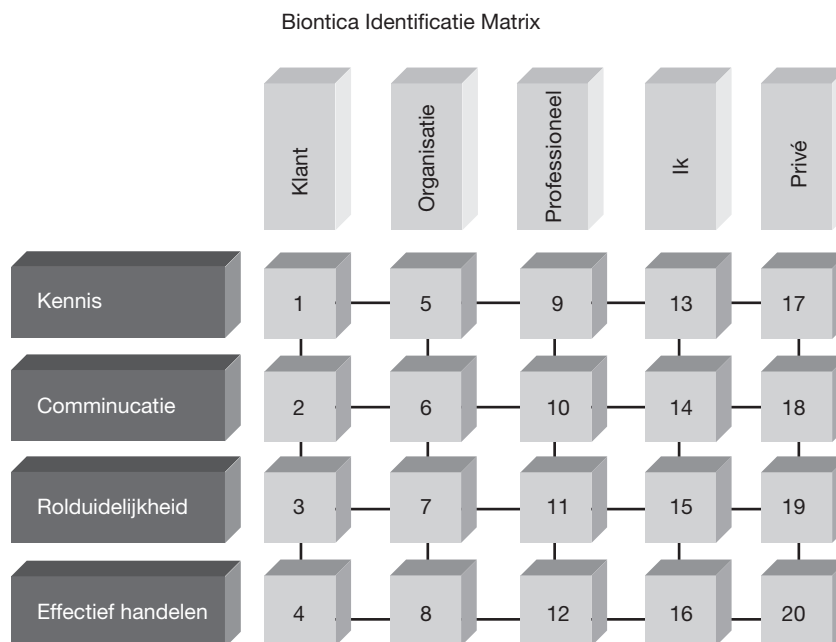 Biontica Identificatie Matrix
Klant Organisatie Professioneel Ik Privé
Kennis 1 5 9 13 17
Comminucatie 2 6 10 14 18
Rolduidelijkheid 3 7 11 15 19
Effectief handelen 4 8 12 16 20